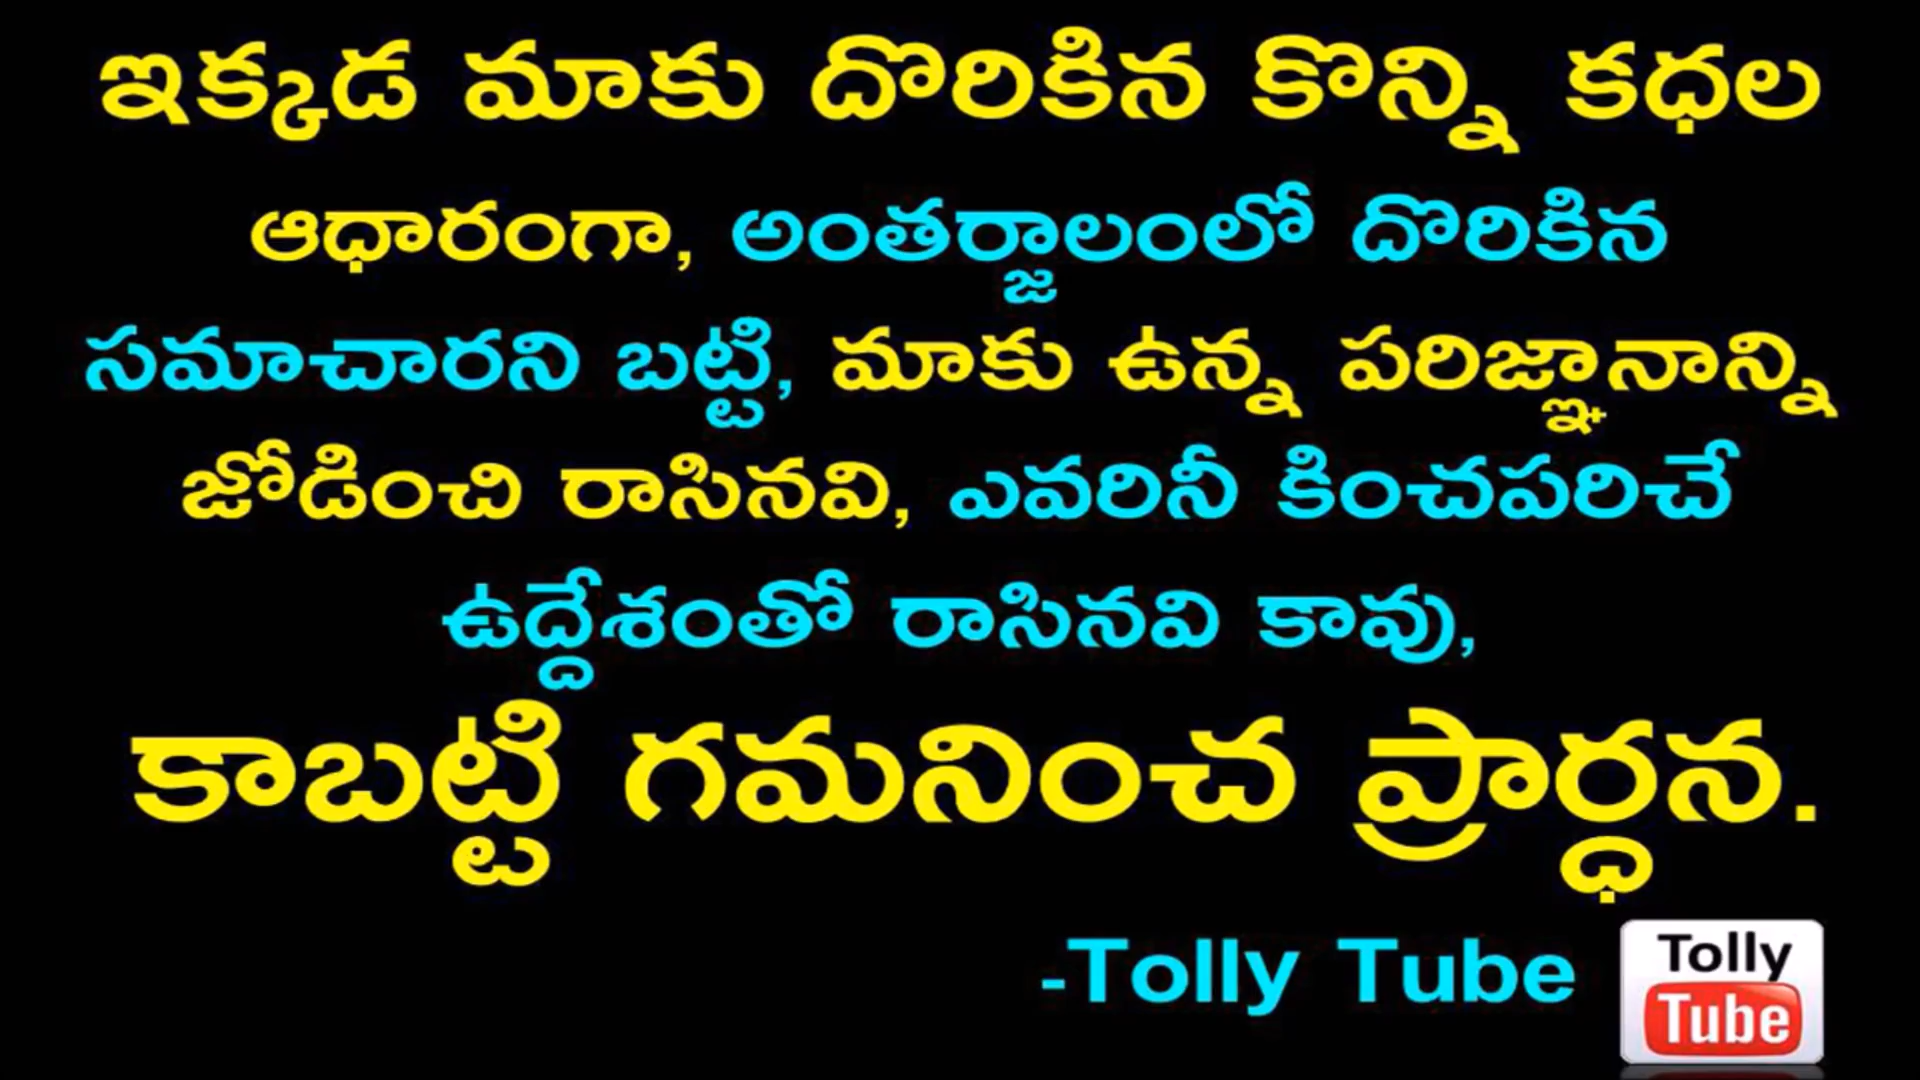 ఇక్కడ మాకు దొరికిన కొన్ని కధల
ఆధారంగా, అంతర్జాలంలో దొరికిన
సమాచారని బట్టి, మాకు ఉన్న పరిజ్ఞానాన్ని
జోడించి రాసినవి, ఎవరినీ కించపరిచే
ఉద్దేశంతో రాసినవి కావు,
కాబట్టి గమనించ ప్రార్ధన.
-Tolly Tube
Tolly
Tube